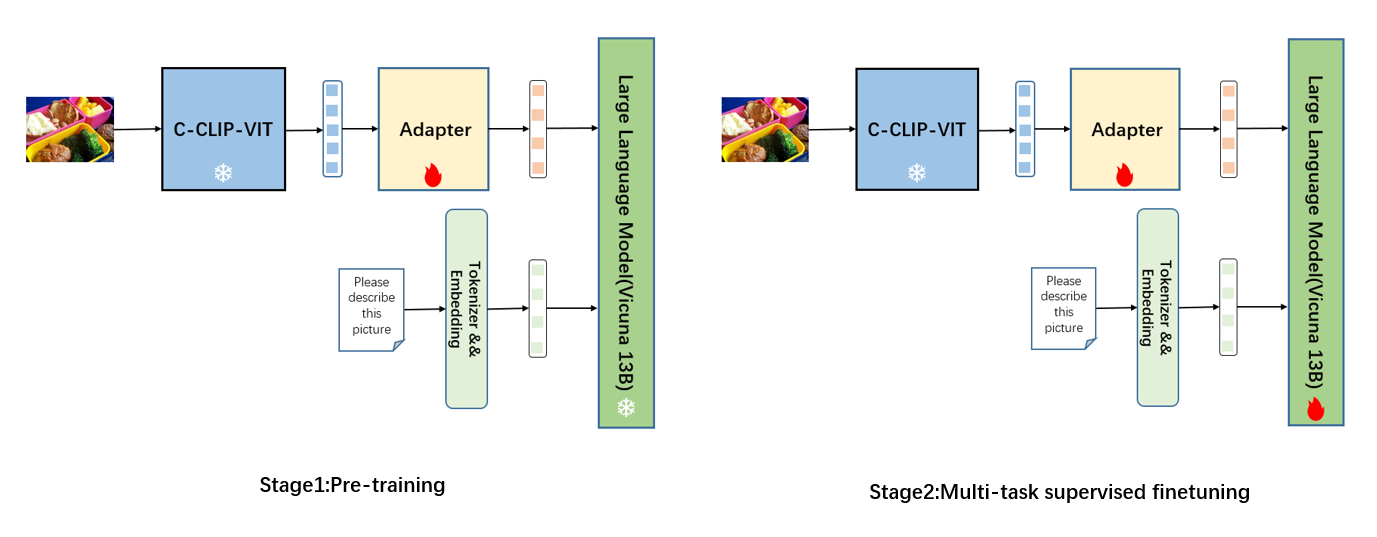 C-CLIP-VIT
Adapter
Large Language Model(Vicuna 13B)
Please
describe
this
picture
Tokenizer &&
Embedding
Stage1:Pre-training
C-CLIP-VIT
Adapter
Large Language Model(Vicuna 13B)
Please
describe
this
picture
Tokenizer &&
Embedding
Stage2:Multi-task supervised finetuning